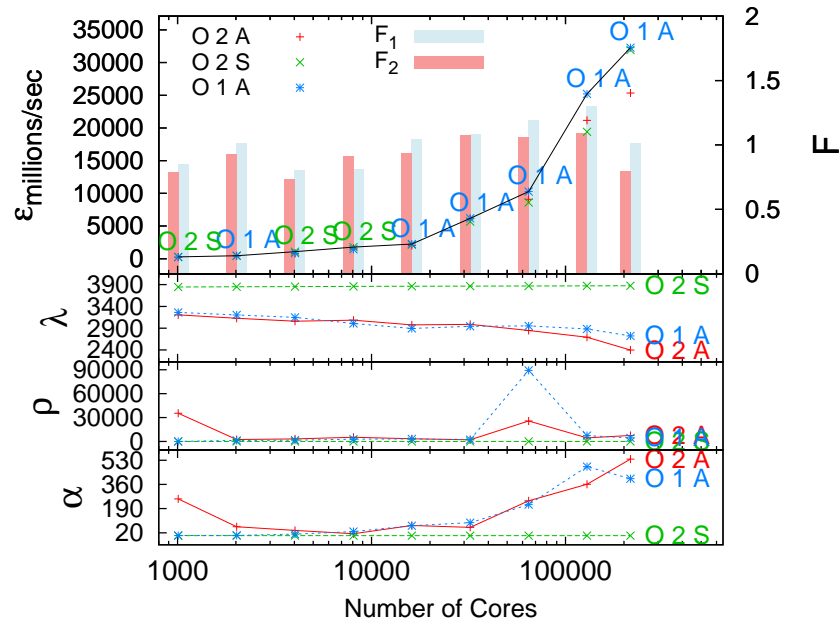 35000
30000
25000
20000
15000
10000
5000
0
ε millions/sec
O 2 A
O 2 S
O 1 A
F1
F2
2
1.5
1
0.5
0
F
O 2 S
O 1 A
O 2 S
O 2 S
O 1 A
O 1 A
O 1 A
O 1 A
O 1 A
3900
3400
2900
2400
λ
O 2 S
O 1 A
O 2 A
90000
60000
30000
0
ρ
O 2 A
O 1 A
O 2 S
530
360
190
20
α
O 2 A
O 1 A
O 2 S
1000
10000
100000
Number of Cores